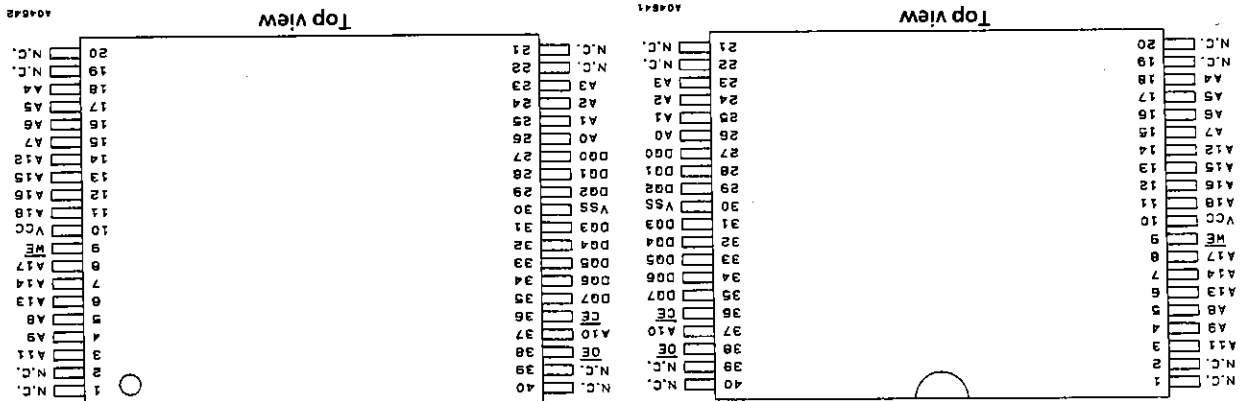 N.C. 1 40 N.C.
N.C. 2 39 N.C.
A11 3 38 OE
A9 4 37 A10
A8 5 36 CE
A13 6 35 DQ7
A14 7 34 DQ6
A17 8 33 DQ5
WE 9 32 DQ4
VCC 10 31 DQ3
A18 11 30 VSS
A16 12 29 DQ2
A15 13 28 DQ1
A12 14 27 DQ0
A7 15 26 A0
A6 16 25 A1
A5 17 24 A2
A4 18 23 A3
N.C. 19 22 N.C.
N.C. 20 21 N.C.
Top view
A04641
N.C. 40 1 N.C.
N.C. 39 2 N.C.
OE 38 3 A11
A10 37 4 A9
CE 36 5 A8
DQ7 35 6 A13
DQ6 34 7 A14
DQ5 33 8 A17
DQ4 32 9 WE
DQ3 31 10 VCC
VSS 30 11 A18
DQ2 29 12 A16
DQ1 28 13 A15
DQ0 27 14 A12
A0 26 15 A7
A1 25 16 A6
A2 24 17 A5
A3 23 18 A4
N.C. 22 19 N.C.
N.C. 21 20 N.C.
Top view
A04642